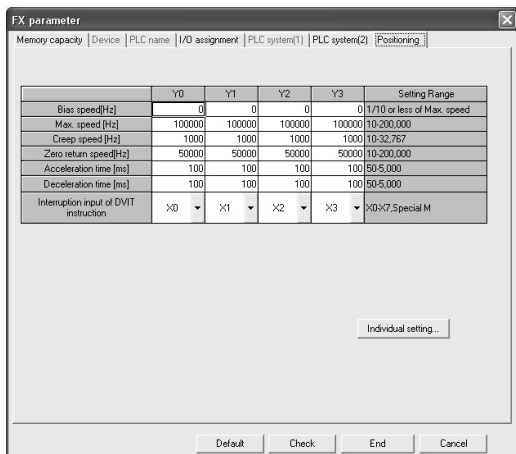 FX parameter
Memory capacity Device PLC name I/O assignment PLC system(1) PLC system(2) Positioning
Y0 Y1 Y2 Y3 Setting Range
Bias speed[Hz] 0 0 0 0 1/10 or less of Max. speed
Max. speed [Hz] 100000 100000 100000 100000 10-200,000
Creep speed [Hz] 1000 1000 1000 1000 10-32,767
Zero return speed[Hz] 50000 50000 50000 50000 10-200,000
Acceleration time [ms] 100 100 100 100 50-5,000
Deceleration time [ms] 100 100 100 100 50-5,000
Interruption input of DVIT
instruction X0 X1 X2 X3 X0-X7,Special M
Individual setting...
Default Check End Cancel